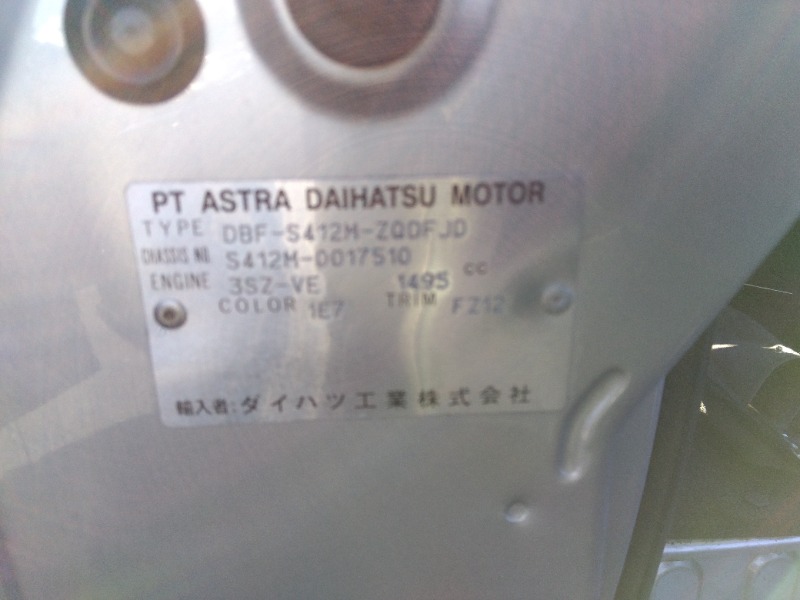 PT ASTRA DAIHATSU MOTOR
TYPE DBF-S412M-ZQDFJD
CHASSIS NO. S412M-0017510
ENGINE 3SZ-VE 1495 cc
COLOR 1E7 TRIM FZ12
輸入者:ダイハツ工業株式会社